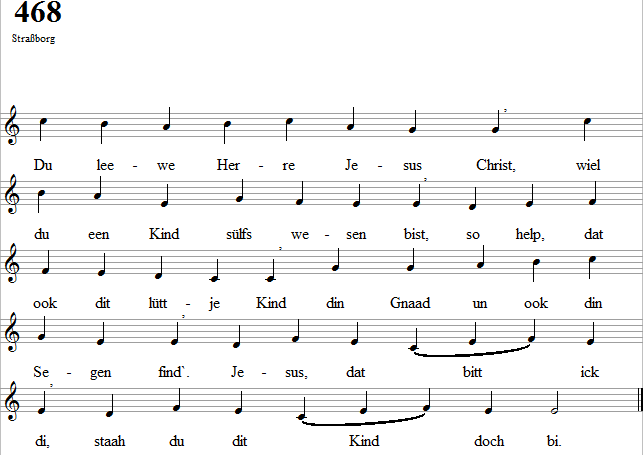 468
Straßborg
Du lee - we Her - re Je - sus Christ, wiel
du een Kind sülfs we - sen bist, so help, dat
ook dit lütt - je Kind din Gnaad un ook din
Se - gen find`. Je - sus, dat bitt ick
di, staah du dit Kind doch bi.